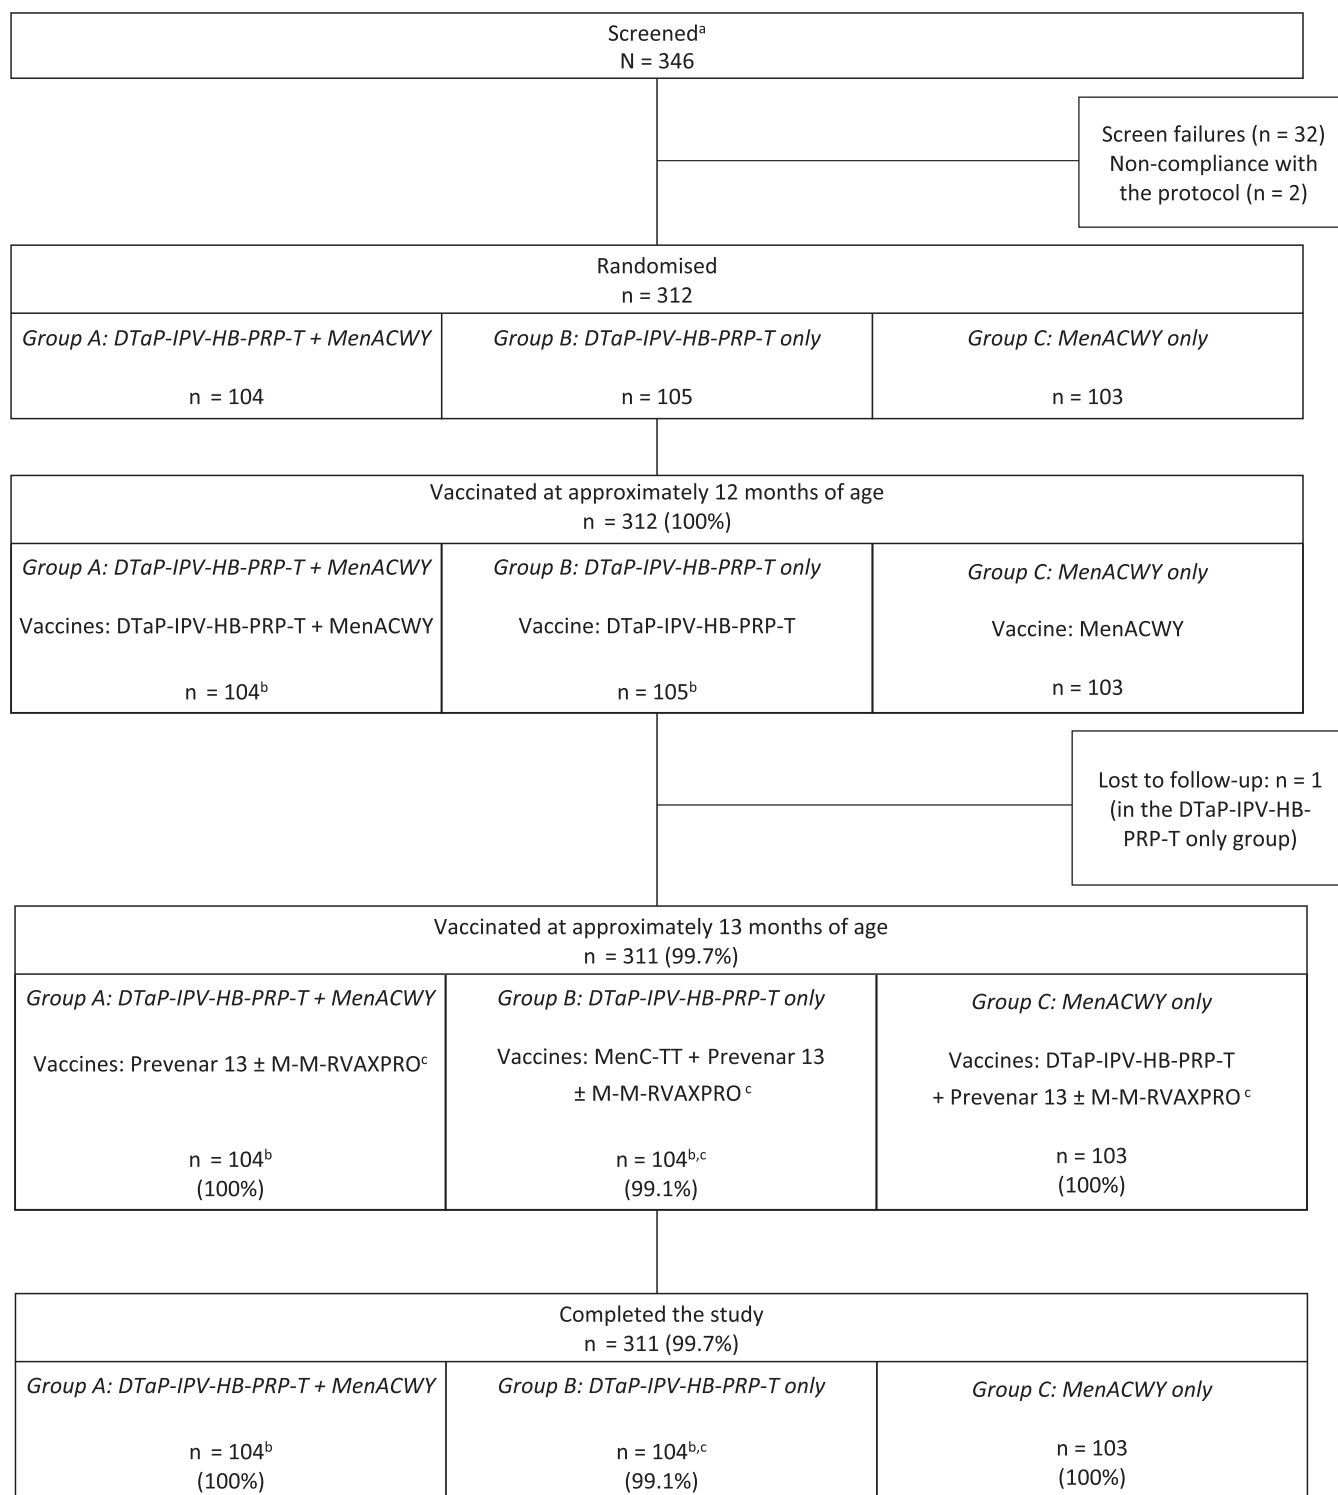 Screenedᵃ
N = 346
Screen failures (n = 32)
Non-compliance with
the protocol (n = 2)
Randomised
n = 312
Group A: DTaP-IPV-HB-PRP-T + MenACWY
n = 104
Group B: DTaP-IPV-HB-PRP-T only
n = 105
Group C: MenACWY only
n = 103
Vaccinated at approximately 12 months of age
n = 312 (100%)
Group A: DTaP-IPV-HB-PRP-T + MenACWY
Vaccines: DTaP-IPV-HB-PRP-T + MenACWY
n = 104ᵇ
Group B: DTaP-IPV-HB-PRP-T only
Vaccine: DTaP-IPV-HB-PRP-T
n = 105ᵇ
Group C: MenACWY only
Vaccine: MenACWY
n = 103
Lost to follow-up: n = 1
(in the DTaP-IPV-HB-
PRP-T only group)
Vaccinated at approximately 13 months of age
n = 311 (99.7%)
Group A: DTaP-IPV-HB-PRP-T + MenACWY
Vaccines: Prevenar 13 ± M-M-RVAXPROᶜ
n = 104ᵇ
(100%)
Group B: DTaP-IPV-HB-PRP-T only
Vaccines: MenC-TT + Prevenar 13
± M-M-RVAXPRO ᶜ
n = 104ᵇ,ᶜ
(99.1%)
Group C: MenACWY only
Vaccines: DTaP-IPV-HB-PRP-T
+ Prevenar 13 ± M-M-RVAXPRO ᶜ
n = 103
(100%)
Completed the study
n = 311 (99.7%)
Group A: DTaP-IPV-HB-PRP-T + MenACWY
n = 104ᵇ
(100%)
Group B: DTaP-IPV-HB-PRP-T only
n = 104ᵇ,ᶜ
(99.1%)
Group C: MenACWY only
n = 103
(100%)